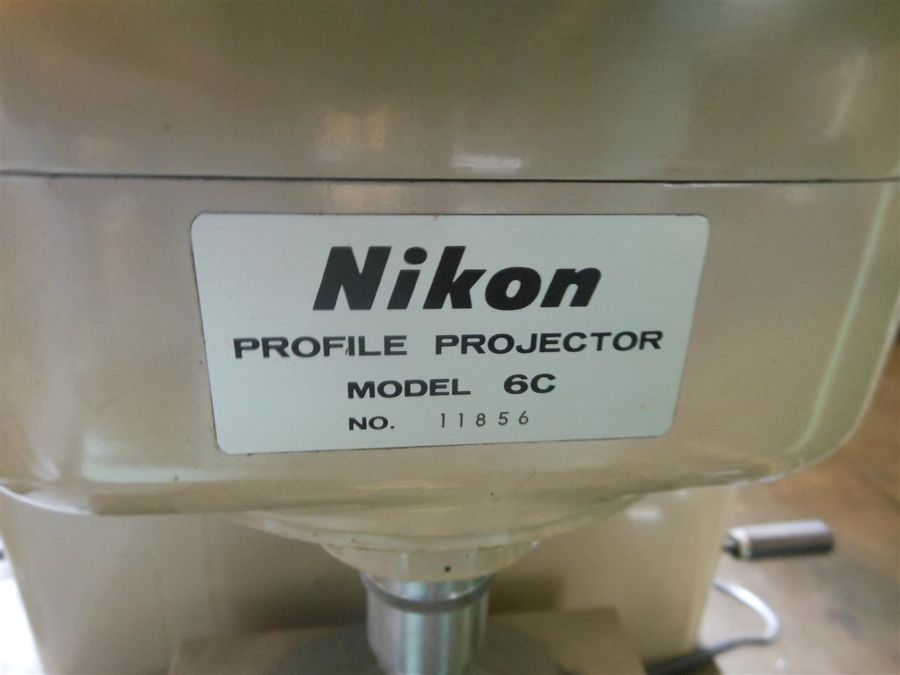 Nikon
PROFILE PROJECTOR
MODEL 6C
NO. 11856